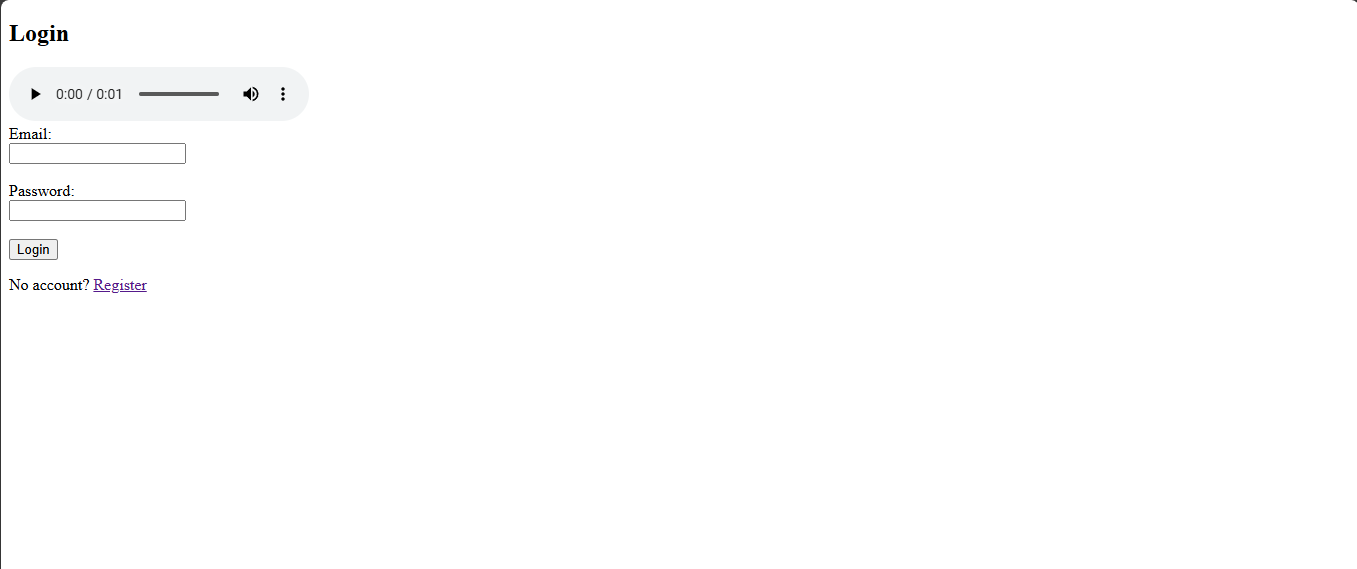 Login
0:00 / 0:01
Email:
Password:
Login
No account? Register